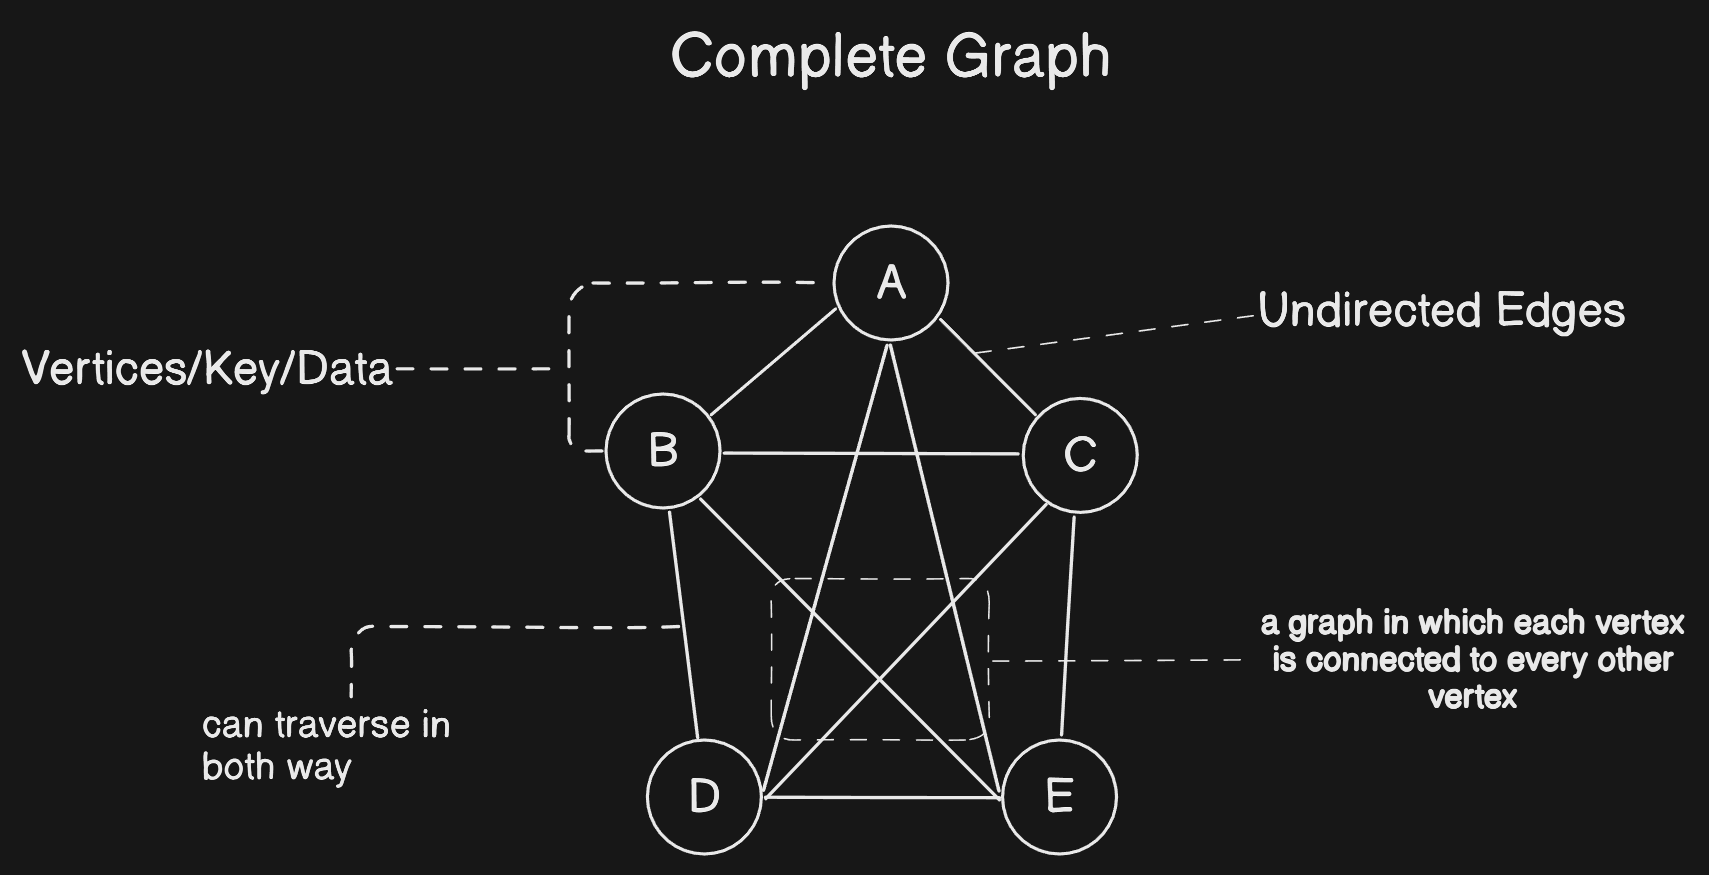 Complete Graph
A
Undirected Edges
Vertices/Key/Data
B
C
a graph in which each vertex
is connected to every other
vertex
can traverse in
both way
D
E